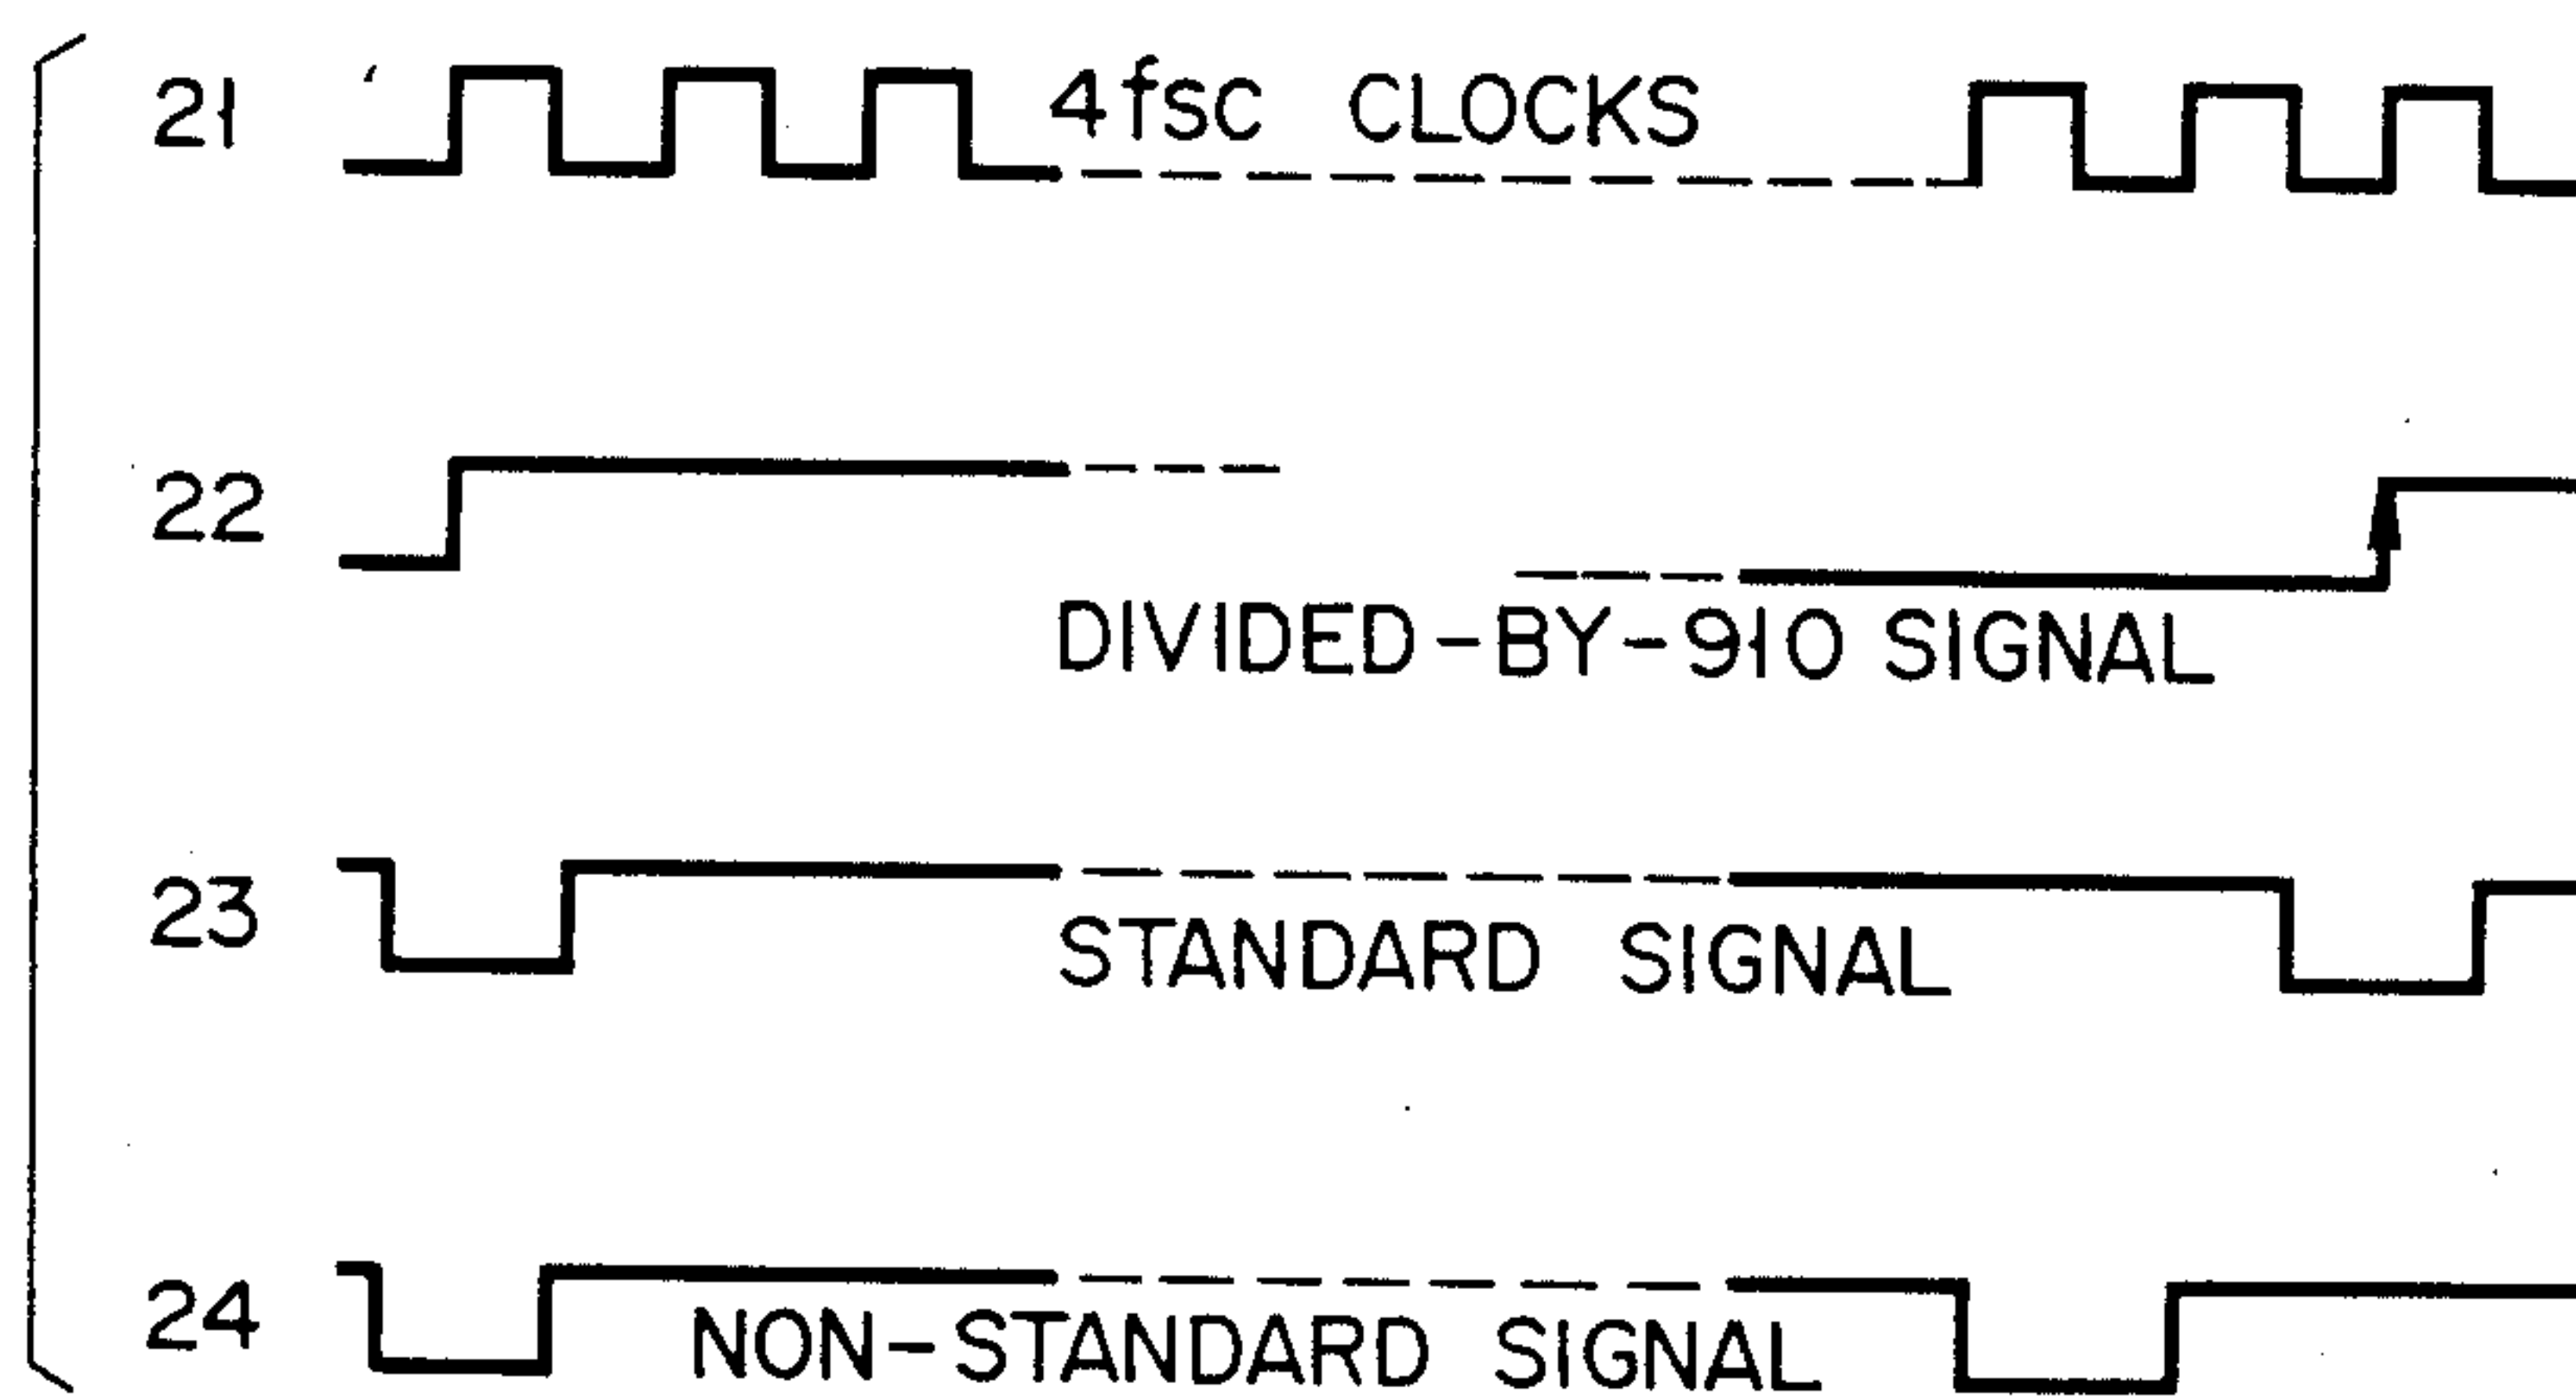 21 4fsc CLOCKS
22
DIVIDED-BY-910 SIGNAL
23
STANDARD SIGNAL
24
NON-STANDARD SIGNAL